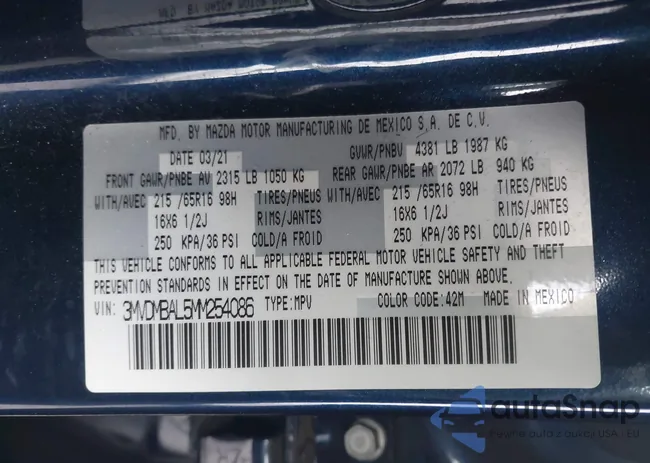 MFD. BY MAZDA MOTOR MANUFACTURING DE MEXICO S.A. DE C.V.
DATE 03/21 GVWR/PNBV 4381 LB 1987 KG
FRONT GAWR/PNBE AV 2315 LB 1050 KG REAR GAWR/PNBE AR 2072 LB 940 KG
WITH/AVEC 215 /65R16 98H TIRES/PNEUS WITH/AVEC 215 /65R16 98H TIRES/PNEUS
16X6 1/2J RIMS/JANTES 16X6 1/2J RIMS/JANTES
250 KPA/36 PSI COLD/A FROID 250 KPA/36 PSI COLD/A FROID
THIS VEHICLE CONFORMS TO ALL APPLICABLE FEDERAL MOTOR VEHICLE SAFETY AND THEFT
PREVENTION STANDARDS IN EFFECT ON THE DATE OF MANUFACTURE SHOWN ABOVE.
VIN: 3MVDMBAL5MM254086 TYPE:MPV COLOR CODE:42M MADE IN MEXICO
autoSnap
Pewne auta z aukcji USA - EU